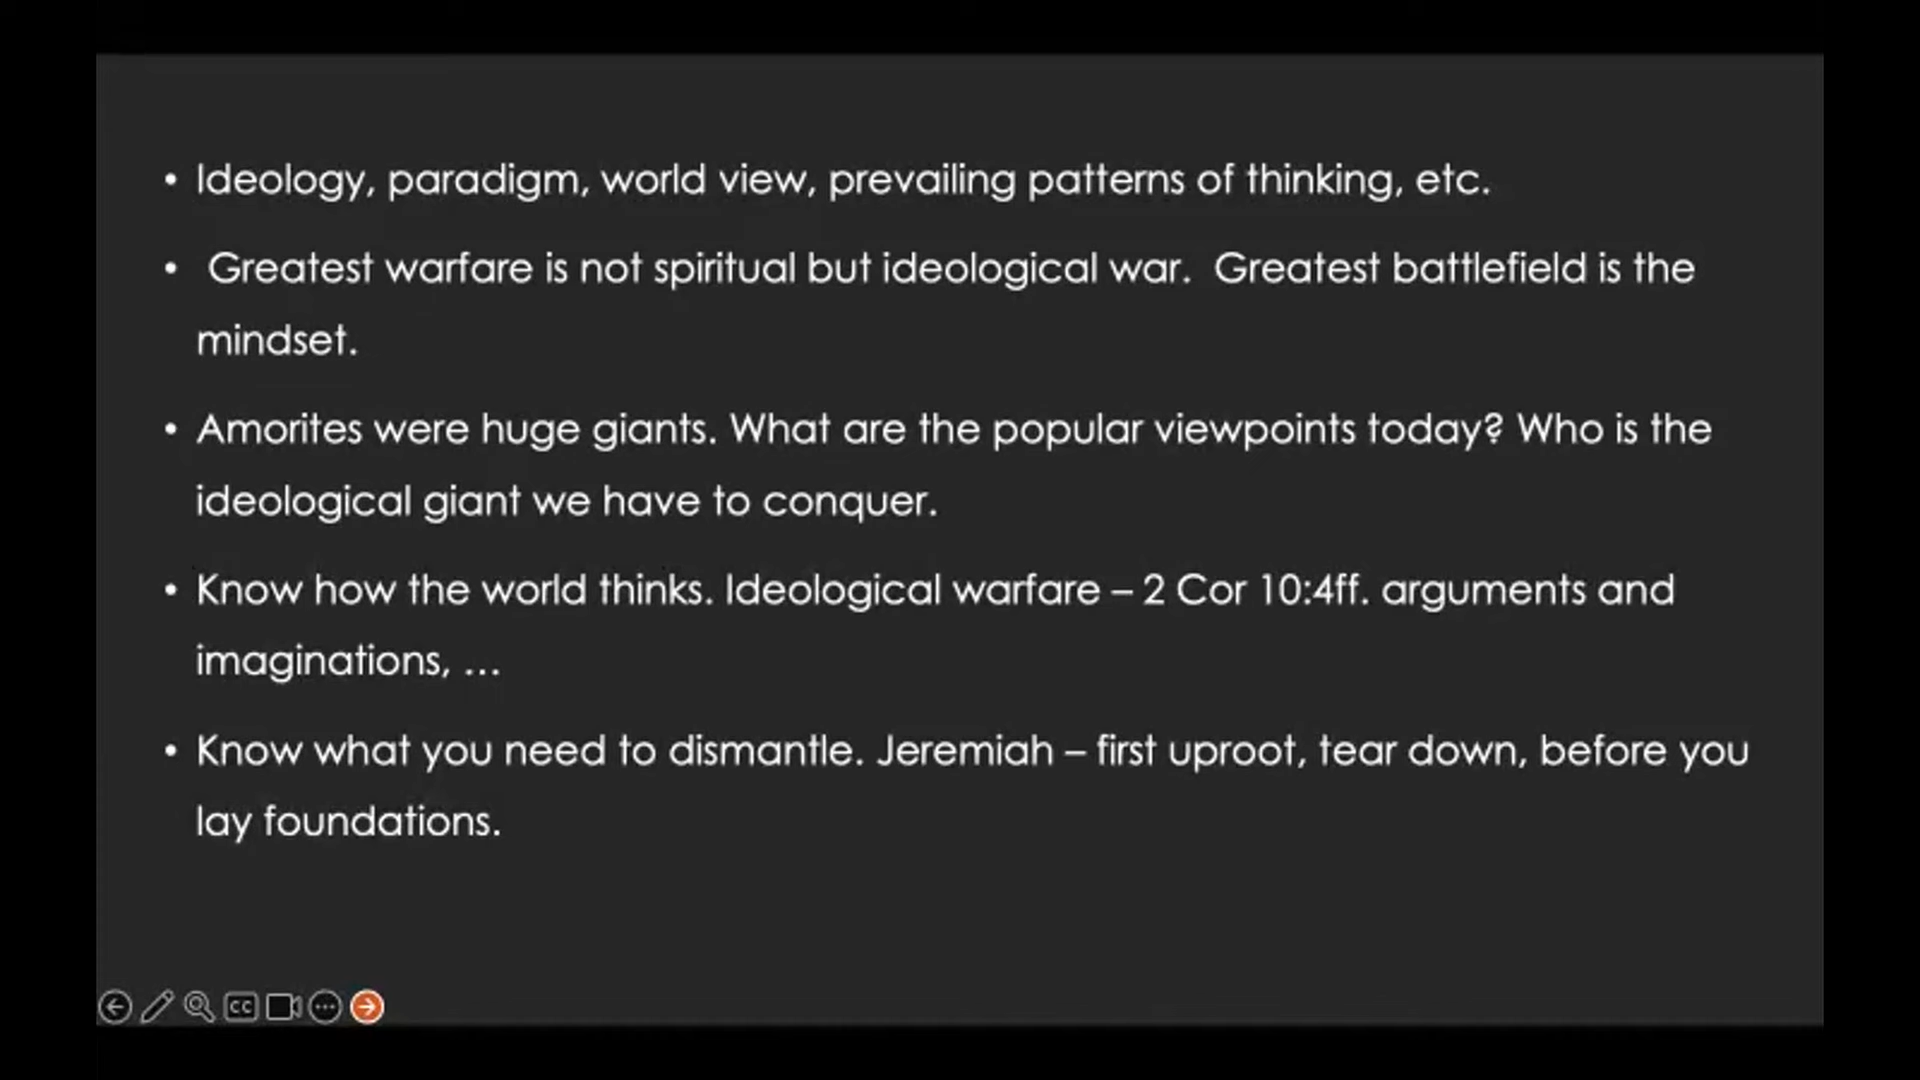 • Ideology, paradigm, world view, prevailing patterns of thinking, etc.
• Greatest warfare is not spiritual but ideological war.  Greatest battlefield is the
mindset.
• Amorites were huge giants. What are the popular viewpoints today? Who is the
ideological giant we have to conquer.
• Know how the world thinks. Ideological warfare – 2 Cor 10:4ff. arguments and
imaginations, ...
• Know what you need to dismantle. Jeremiah – first uproot, tear down, before you
lay foundations.
CC